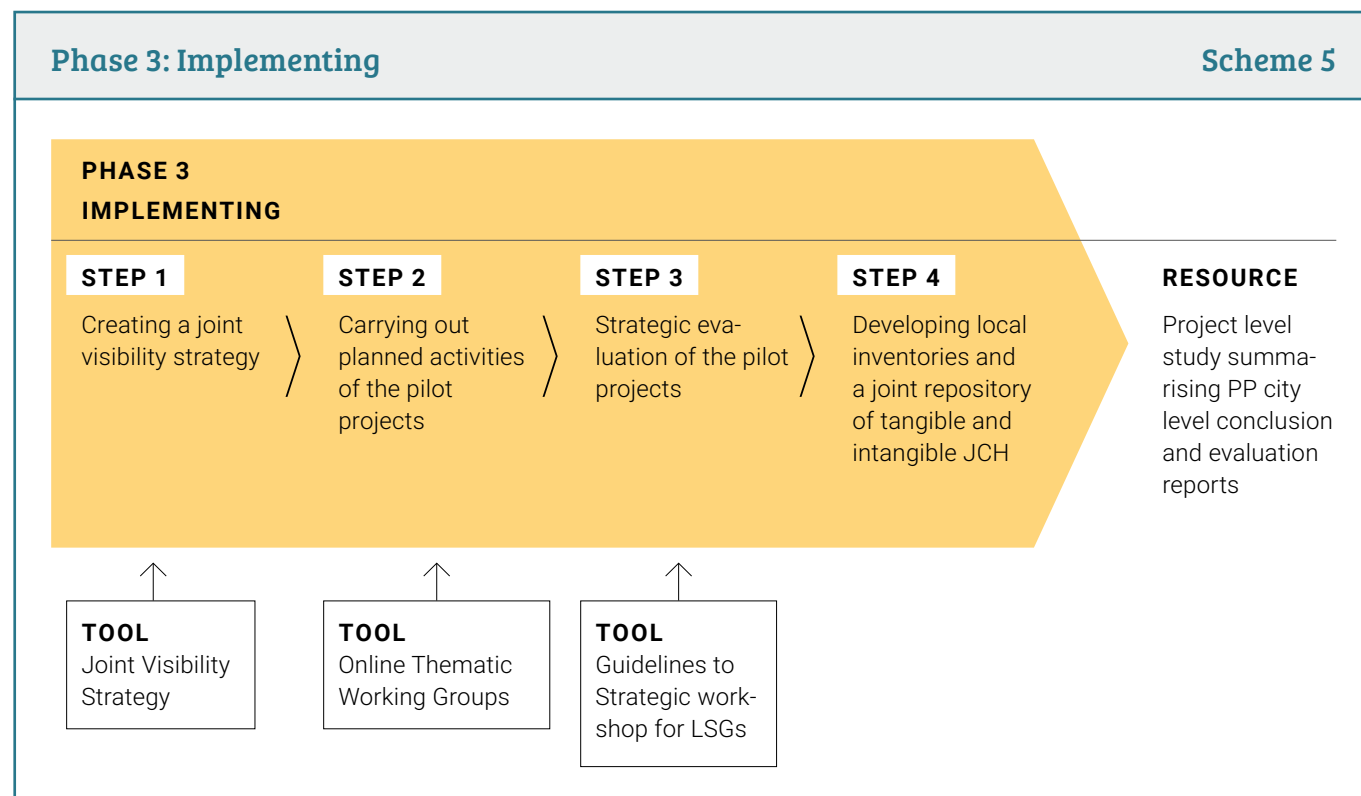 Phase 3: Implementing
Scheme 5
PHASE 3
IMPLEMENTING
STEP 1
Creating a joint
visibility strategy
STEP 2
Carrying out
planned activities
of the pilot
projects
STEP 3
Strategic eva-
luation of the pilot
projects
STEP 4
Developing local
inventories and
a joint repository
of tangible and
intangible JCH
RESOURCE
Project level
study summa-
rising PP city
level conclusion
and evaluation
reports
TOOL
Joint Visibility
Strategy
TOOL
Online Thematic
Working Groups
TOOL
Guidelines to
Strategic work-
shop for LSGs